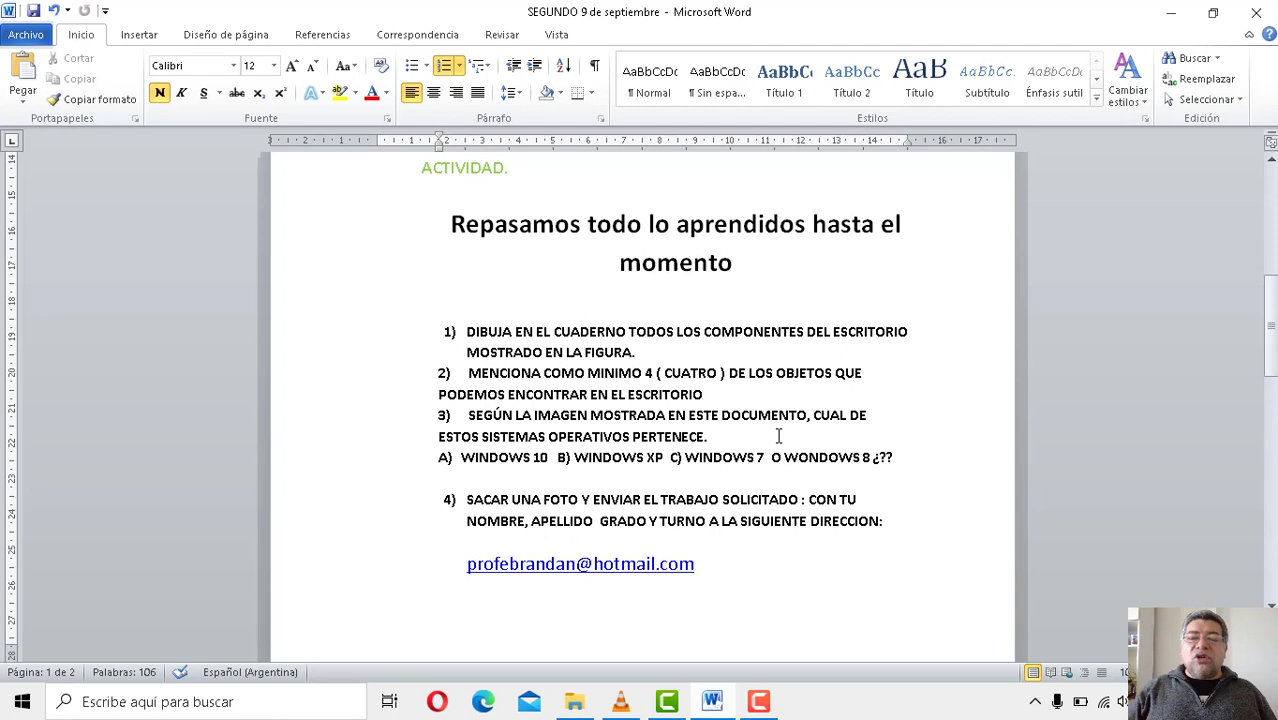 SEGUNDO 9 de septiembre - Microsoft Word
Archivo Inicio Insertar Diseño de página Referencias Correspondencia Revisar Vista
Pegar
Cortar
Copiar
Copiar formato
Portapapeles
Calibri 12
Fuente
Párrafo
AaBbCcDc AaBbCcDc AaBbC AaBbCc AaB AaBbCc. AaBbCcDc
¶ Normal ¶ Sin espa... Título 1 Título 2 Título Subtítulo Énfasis sutil
Estilos
Cambiar
estilos
Buscar
Reemplazar
Seleccionar
Edición
ACTIVIDAD.
Repasamos todo lo aprendidos hasta el
momento
1) DIBUJA EN EL CUADERNO TODOS LOS COMPONENTES DEL ESCRITORIO
MOSTRADO EN LA FIGURA.
2) MENCIONA COMO MINIMO 4 ( CUATRO ) DE LOS OBJETOS QUE
PODEMOS ENCONTRAR EN EL ESCRITORIO
3) SEGÚN LA IMAGEN MOSTRADA EN ESTE DOCUMENTO, CUAL DE
ESTOS SISTEMAS OPERATIVOS PERTENECE.
A) WINDOWS 10 B) WINDOWS XP C) WINDOWS 7 O WONDOWS 8 ¿??
4) SACAR UNA FOTO Y ENVIAR EL TRABAJO SOLICITADO : CON TU
NOMBRE, APELLIDO GRADO Y TURNO A LA SIGUIENTE DIRECCION:
profebrandan@hotmail.com
Página: 1 de 2 Palabras: 106 Español (Argentina)
Escribe aquí para buscar